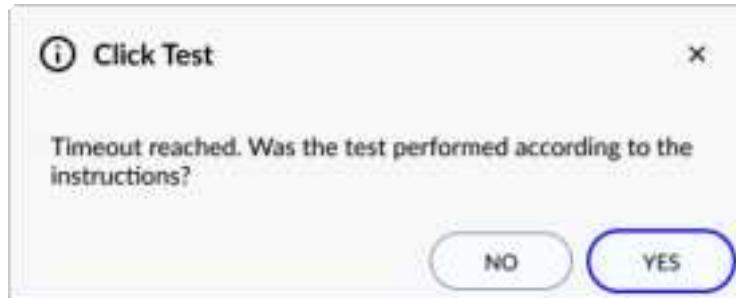 Click Test
Timeout reached. Was the test performed according to the
instructions?
NO
YES